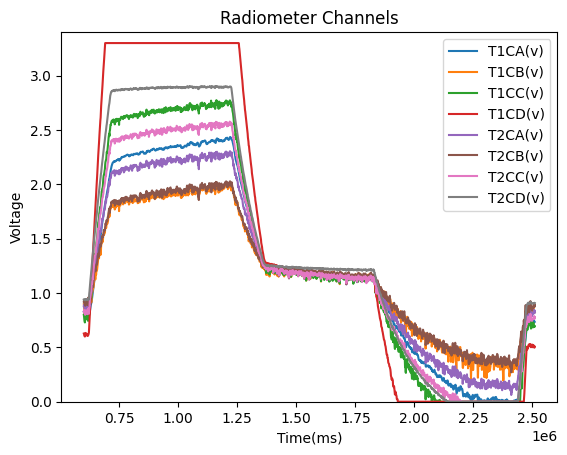 Radiometer Channels
T1CA(v)
T1CB(v)
T1CC(v)
T1CD(v)
T2CA(v)
T2CB(v)
T2CC(v)
T2CD(v)
Voltage
3.0
2.5
2.0
1.5
1.0
0.5
0.0
0.75 1.00 1.25 1.50 1.75 2.00 2.25 2.50
1e6
Time(ms)